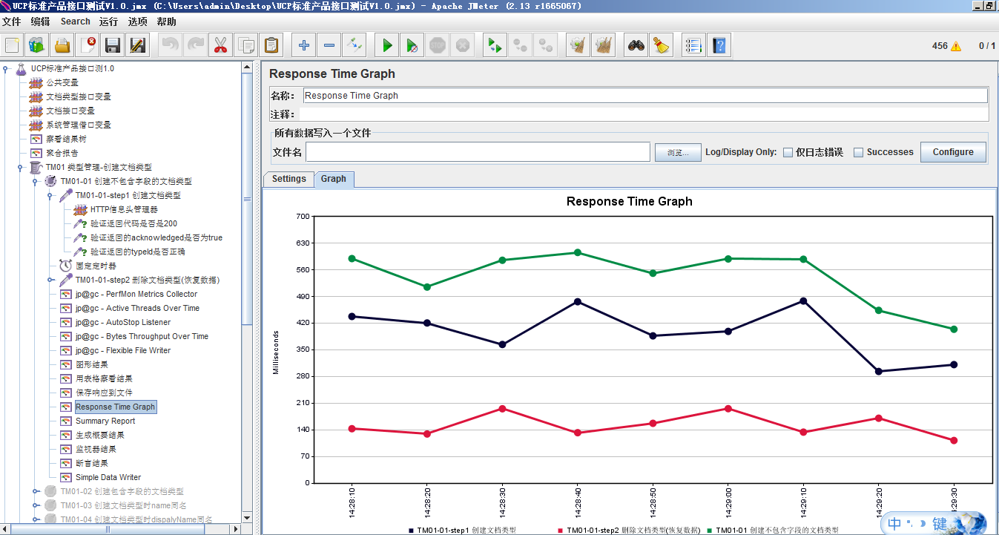 UCP标准产品接口测试V1.0.jmx (C:\Users\admin\Desktop\UCP标准产品接口测试V1.0.jmx) - Apache JMeter (2.13 r1665067)
文件 编辑 Search 运行 选项 帮助
STOP
456 0 / 1
UCP标准产品接口测1.0
公共变量
文档类型接口变量
文档接口变量
系统管理借口变量
察看结果树
聚合报告
TM01 类型管理-创建文档类型
TM01-01 创建不包含字段的文档类型
TM01-01-step1 创建文档类型
HTTP信息头管理器
验证返回代码是否是200
验证返回的acknowledged是否为true
验证返回的typeId是否正确
固定定时器
TM01-01-step2 删除文档类型(恢复数据)
jp@gc - PerfMon Metrics Collector
jp@gc - Active Threads Over Time
jp@gc - AutoStop Listener
jp@gc - Bytes Throughput Over Time
jp@gc - Flexible File Writer
图形结果
用表格察看结果
保存响应到文件
Response Time Graph
Summary Report
生成概要结果
监视器结果
断言结果
Simple Data Writer
TM01-02 创建包含字段的文档类型
TM01-03 创建文档类型时name同名
TM01-04 创建文档类型时dispalyName同名
Response Time Graph
名称： Response Time Graph
注释：
所有数据写入一个文件
文件名 浏览... Log/Display Only: 仅日志错误 Successes Configure
Settings Graph
Response Time Graph
Milliseconds
700
630
560
490
420
350
280
210
140
70
0
14:28:10 14:28:20 14:28:30 14:28:40 14:28:50 14:29:00 14:29:10 14:29:20 14:29:30
TM01-01-step1 创建文档类型 TM01-01-step2 删除文档类型(恢复数据) TM01-01 创建不包含字段的文档类型
中 键